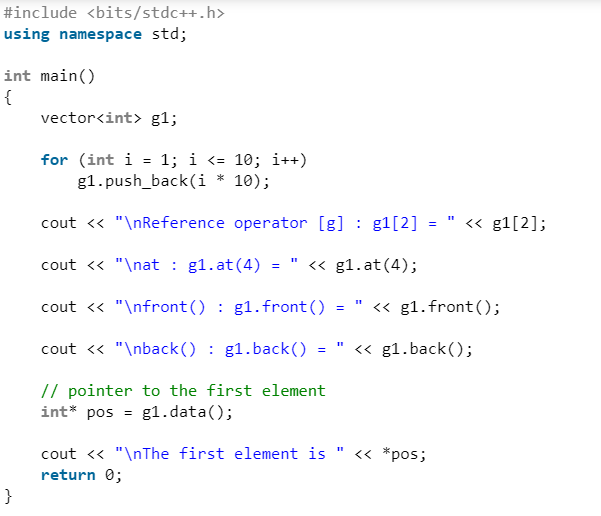 #include <bits/stdc++.h>
using namespace std;
int main()
{
vector<int> g1;
for (int i = 1; i <= 10; i++)
g1.push_back(i * 10);
cout << "\nReference operator [g] : g1[2] = " << g1[2];
cout << "\nat : g1.at(4) = " << g1.at(4);
cout << "\nfront() : g1.front() = " << g1.front();
cout << "\nback() : g1.back() = " << g1.back();
// pointer to the first element
int* pos = g1.data();
cout << "\nThe first element is " << *pos;
return 0;
}